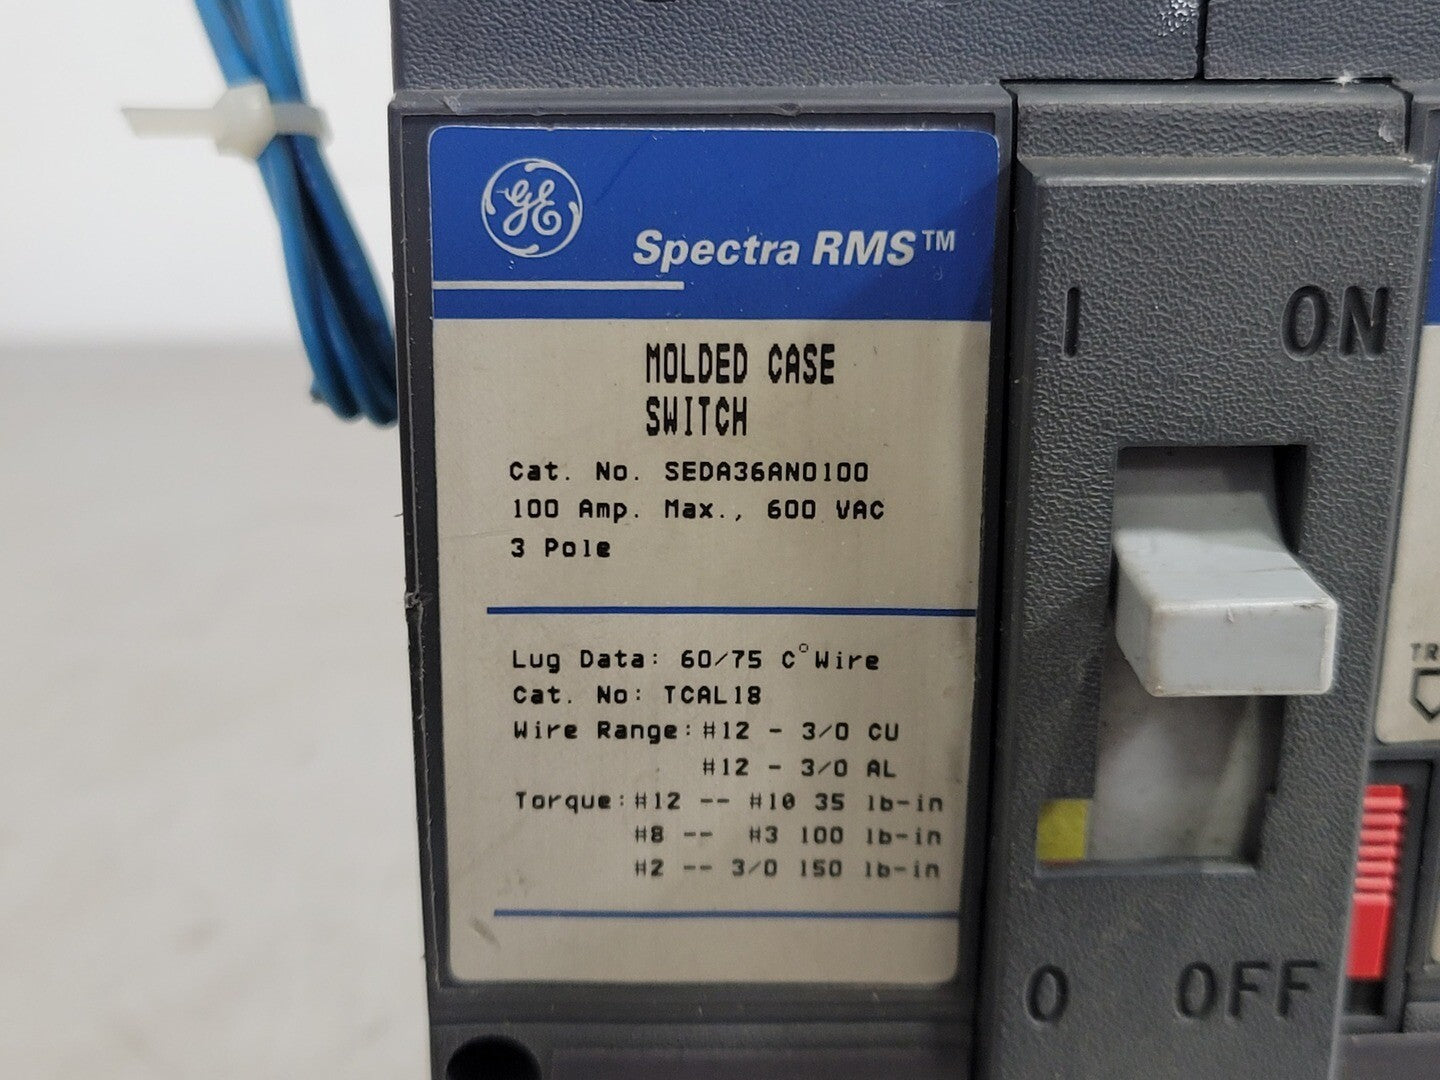 GE
Spectra RMS™
MOLDED CASE
SWITCH
Cat. No. SEDA36AN0100
100 Amp. Max., 600 VAC
3 Pole
Lug Data: 60/75 C° Wire
Cat. No: TCAL18
Wire Range: #12 - 3/0 CU
#12 - 3/0 AL
Torque: #12 -- #10 35 lb-in
#8 -- #3 100 lb-in
#2 -- 3/0 150 lb-in
I ON
O OFF
TR